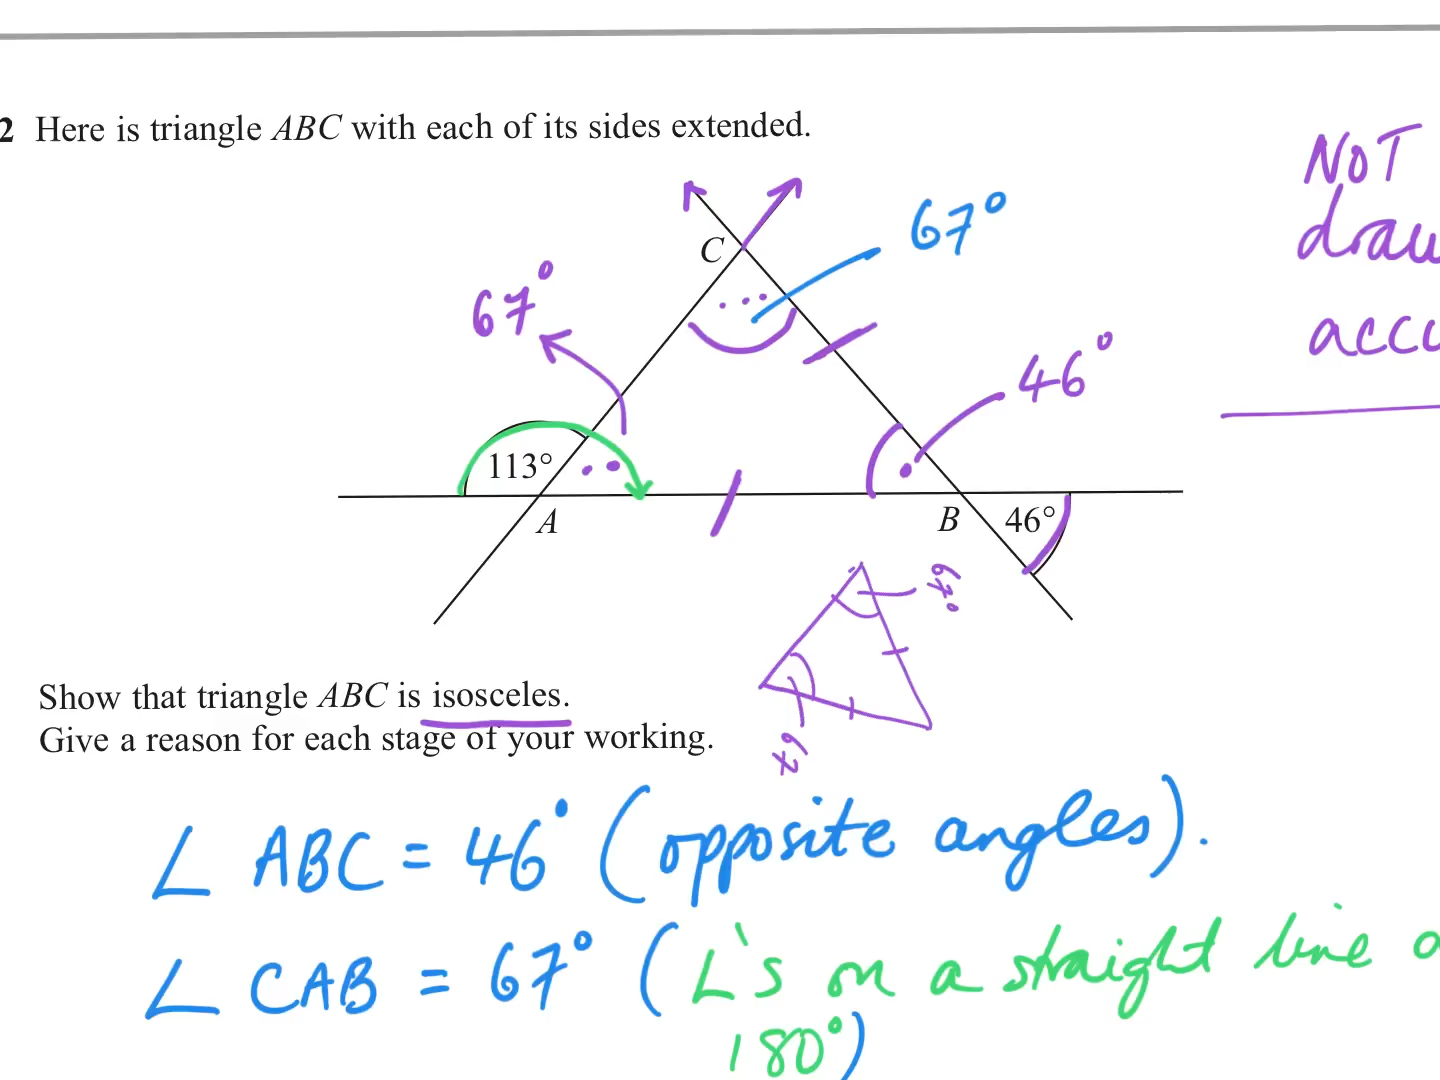 2 Here is triangle ABC with each of its sides extended.
NOT
C
67°
67°
46°
113°
A
B
46°
67°
67
Show that triangle ABC is isosceles.
Give a reason for each stage of your working.
∠ ABC = 46° (opposite angles).
∠ CAB = 67° (∠'s on a straight line
180°)